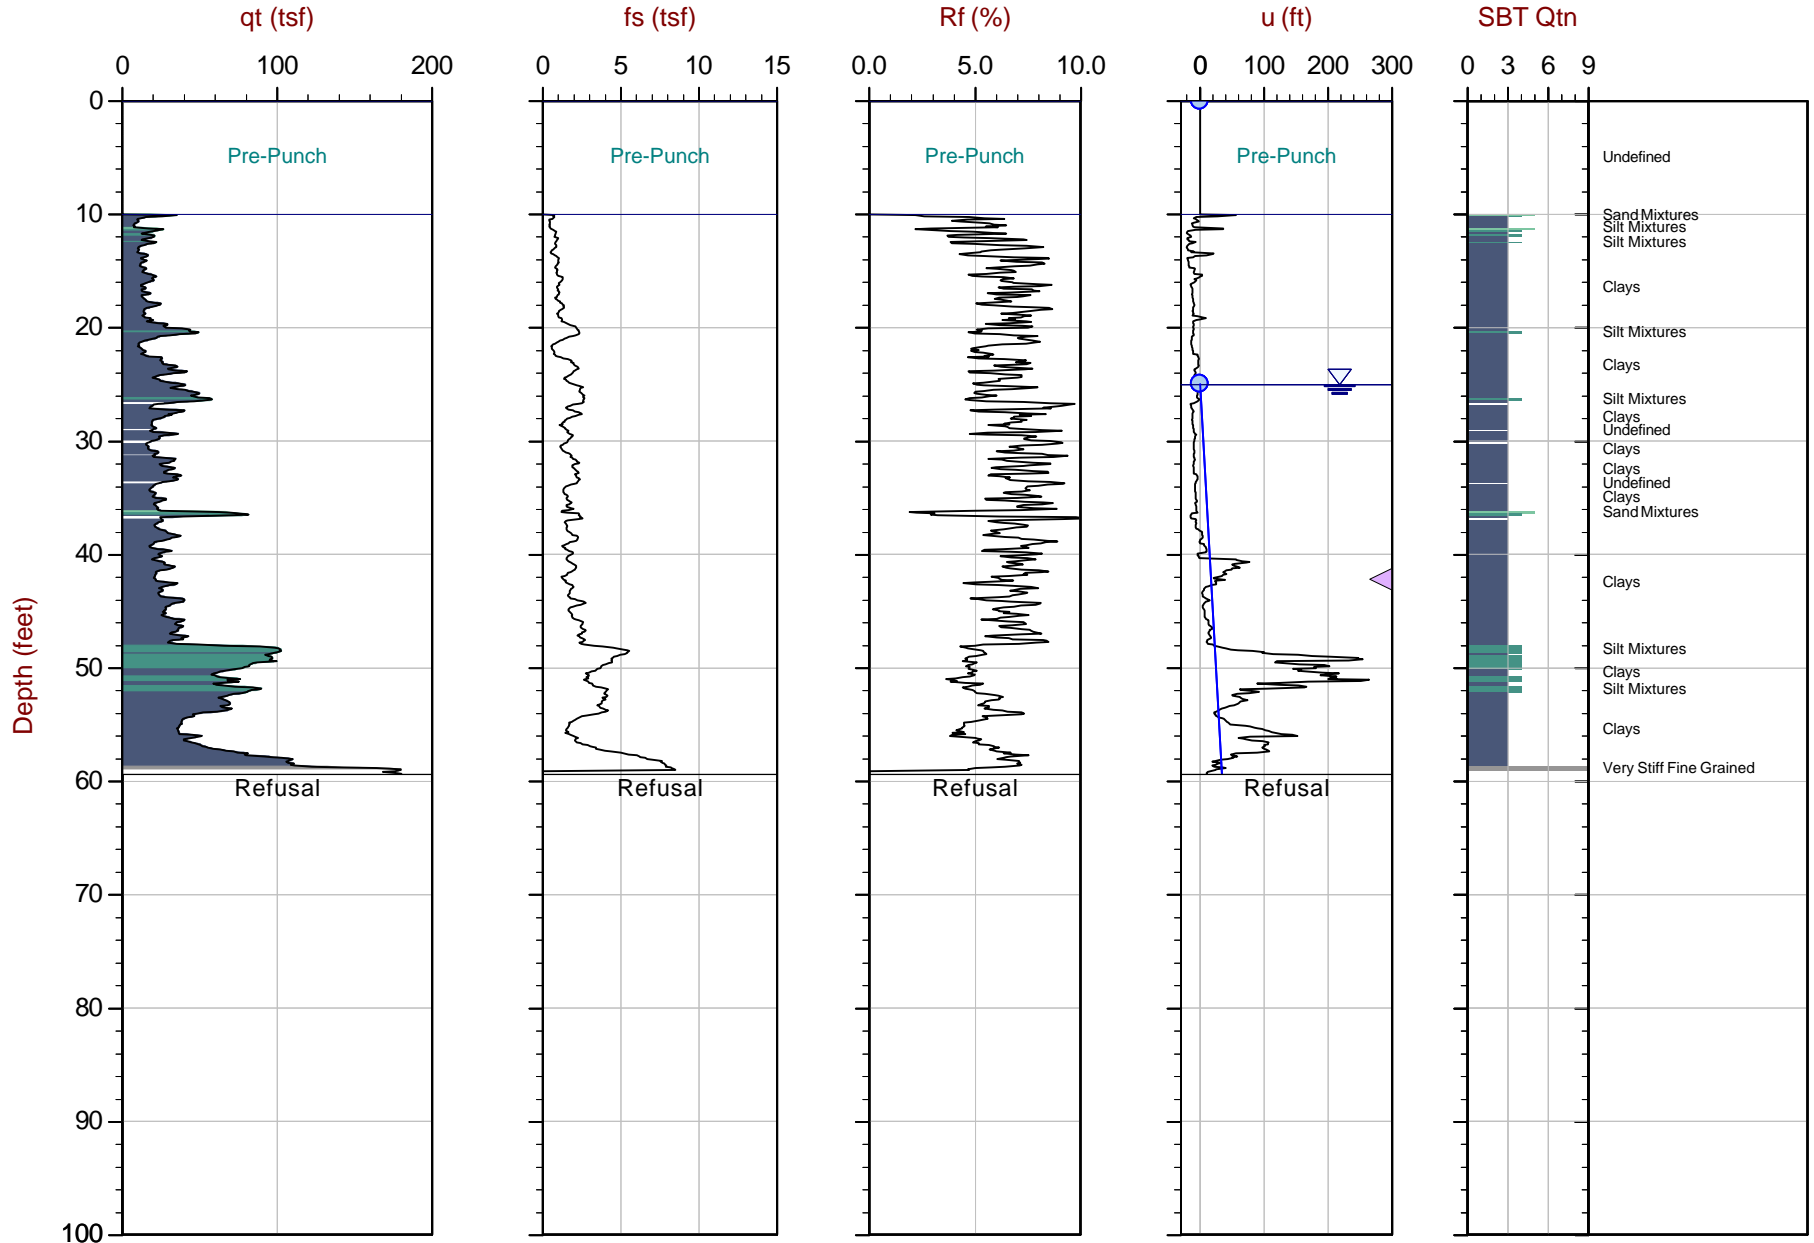 qt (tsf) fs (tsf) Rf (%) u (ft) SBT Qtn
0 100 200 0 5 10 15 0.0 5.0 10.0 0 0 100 200 300 0 3 6 9
0
Pre-Punch Pre-Punch Pre-Punch Pre-Punch Undefined
10
Sand Mixtures
Silt Mixtures
Silt Mixtures
Clays
20
Silt Mixtures
Clays
Silt Mixtures
Clays
Undefined
30
Clays
Clays
Undefined
Clays
Sand Mixtures
40
Clays
Silt Mixtures
50
Clays
Silt Mixtures
Clays
Very Stiff Fine Grained
60
Refusal Refusal Refusal Refusal
70
80
90
100
Depth (feet)